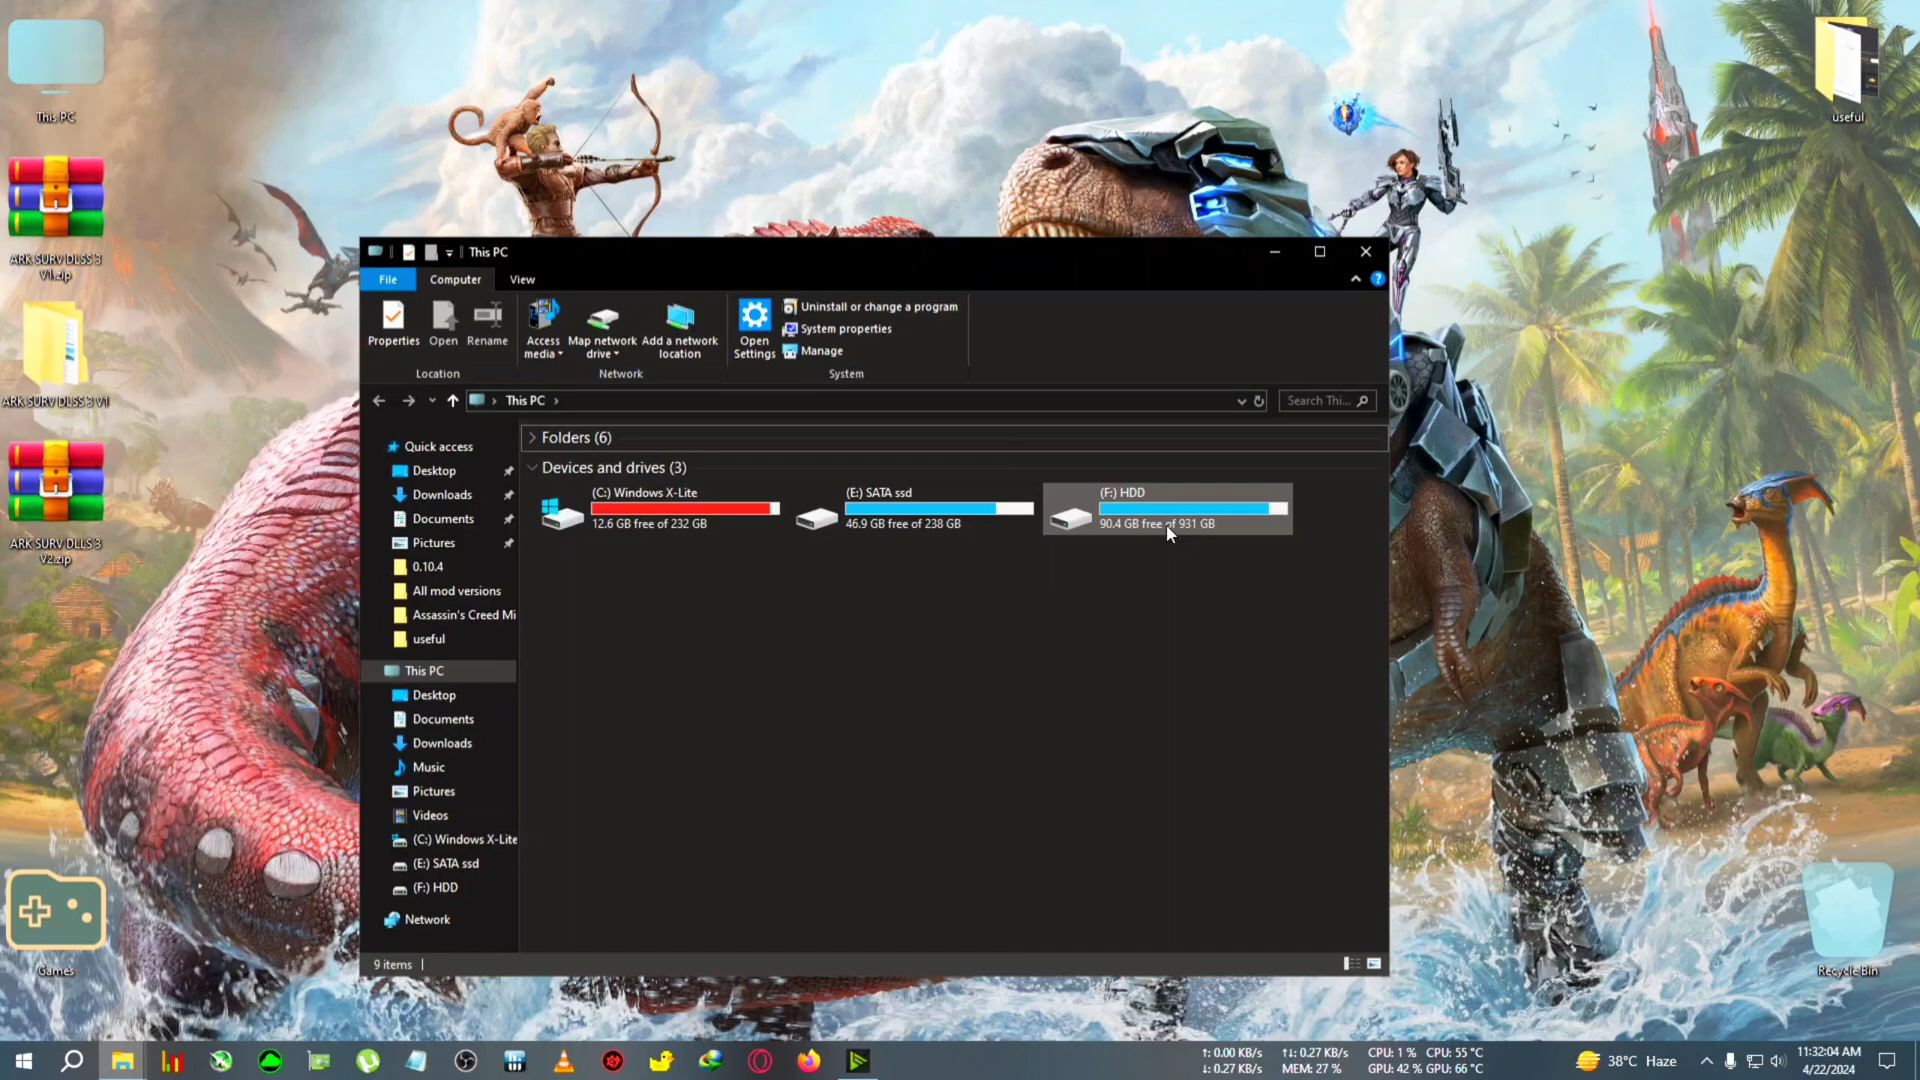 This PC
ARK SURV DLSS 3
V1.zip
ARK SURV DLSS 3 V1
ARK SURV DLLS 3
V2.zip
Games
useful
Recycle Bin
This PC
File
Computer
View
Properties
Open
Rename
Location
Access
media
Map network
drive
Add a network
location
Network
Open
Settings
Uninstall or change a program
System properties
Manage
System
This PC
Search Thi...
Quick access
Desktop
Downloads
Documents
Pictures
0.10.4
All mod versions
Assassin's Creed Mi
useful
This PC
Desktop
Documents
Downloads
Music
Pictures
Videos
(C:) Windows X-Lite
(E:) SATA ssd
(F:) HDD
Network
Folders (6)
Devices and drives (3)
(C:) Windows X-Lite
12.6 GB free of 232 GB
(E:) SATA ssd
46.9 GB free of 238 GB
(F:) HDD
90.4 GB free of 931 GB
9 items
↑: 0.00 KB/s
↓: 0.27 KB/s
↑↓: 0.27 KB/s
MEM: 27 %
CPU: 1 % CPU: 55 °C
GPU: 42 % GPU: 66 °C
38°C Haze
11:32:04 AM
4/22/2024